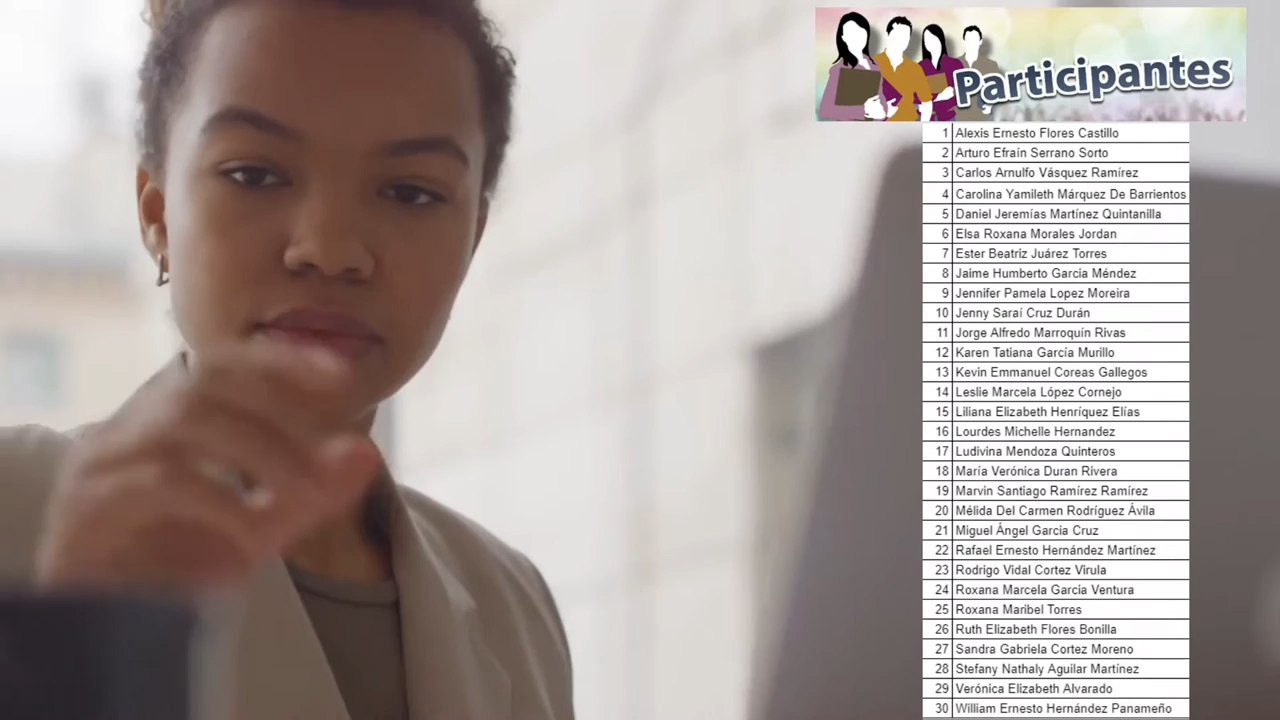 Participantes
1 Alexis Ernesto Flores Castillo
2 Arturo Efraín Serrano Sorto
3 Carlos Arnulfo Vásquez Ramírez
4 Carolina Yamileth Márquez De Barrientos
5 Daniel Jeremías Martínez Quintanilla
6 Elsa Roxana Morales Jordan
7 Ester Beatriz Juárez Torres
8 Jaime Humberto Garcia Méndez
9 Jennifer Pamela Lopez Moreira
10 Jenny Saraí Cruz Durán
11 Jorge Alfredo Marroquín Rivas
12 Karen Tatiana García Murillo
13 Kevin Emmanuel Coreas Gallegos
14 Leslie Marcela López Cornejo
15 Liliana Elizabeth Henríquez Elías
16 Lourdes Michelle Hernandez
17 Ludivina Mendoza Quinteros
18 María Verónica Duran Rivera
19 Marvin Santiago Ramírez Ramírez
20 Mélida Del Carmen Rodríguez Ávila
21 Miguel Ángel Garcia Cruz
22 Rafael Ernesto Hernández Martínez
23 Rodrigo Vidal Cortez Virula
24 Roxana Marcela Garcia Ventura
25 Roxana Maribel Torres
26 Ruth Elizabeth Flores Bonilla
27 Sandra Gabriela Cortez Moreno
28 Stefany Nathaly Aguilar Martínez
29 Verónica Elizabeth Alvarado
30 William Ernesto Hernández Panameño